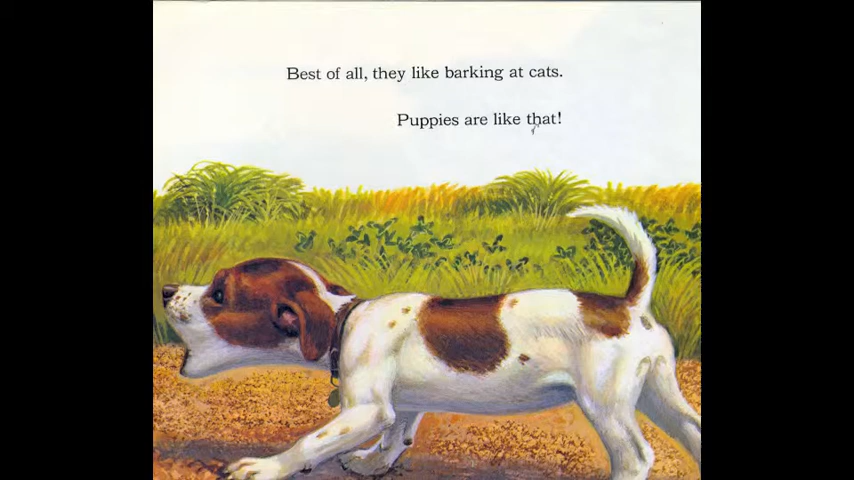 Best of all, they like barking at cats.
Puppies are like that!